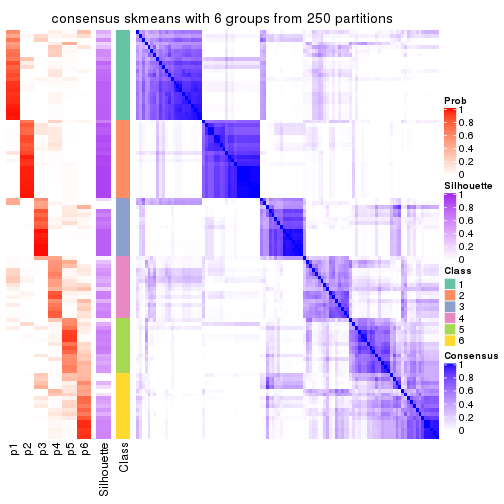 consensus skmeans with 6 groups from 250 partitions
Prob
1
0.8
0.6
0.4
0.2
0
Silhouette
1
0.8
0.6
0.4
0.2
0
Class
1
2
3
4
5
6
Consensus
1
0.8
0.6
0.4
0.2
0
p1
p2
p3
p4
p5
p6
Silhouette
Class